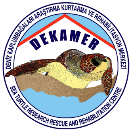 DENİZ KAPLUMBAĞALARI ARAŞTIRMA KURTARMA VE REHABİLİTASYON MERKEZİ
DEKAMER
SEA TURTLE RESEARCH RESCUE AND REHABILITATION CENTRE